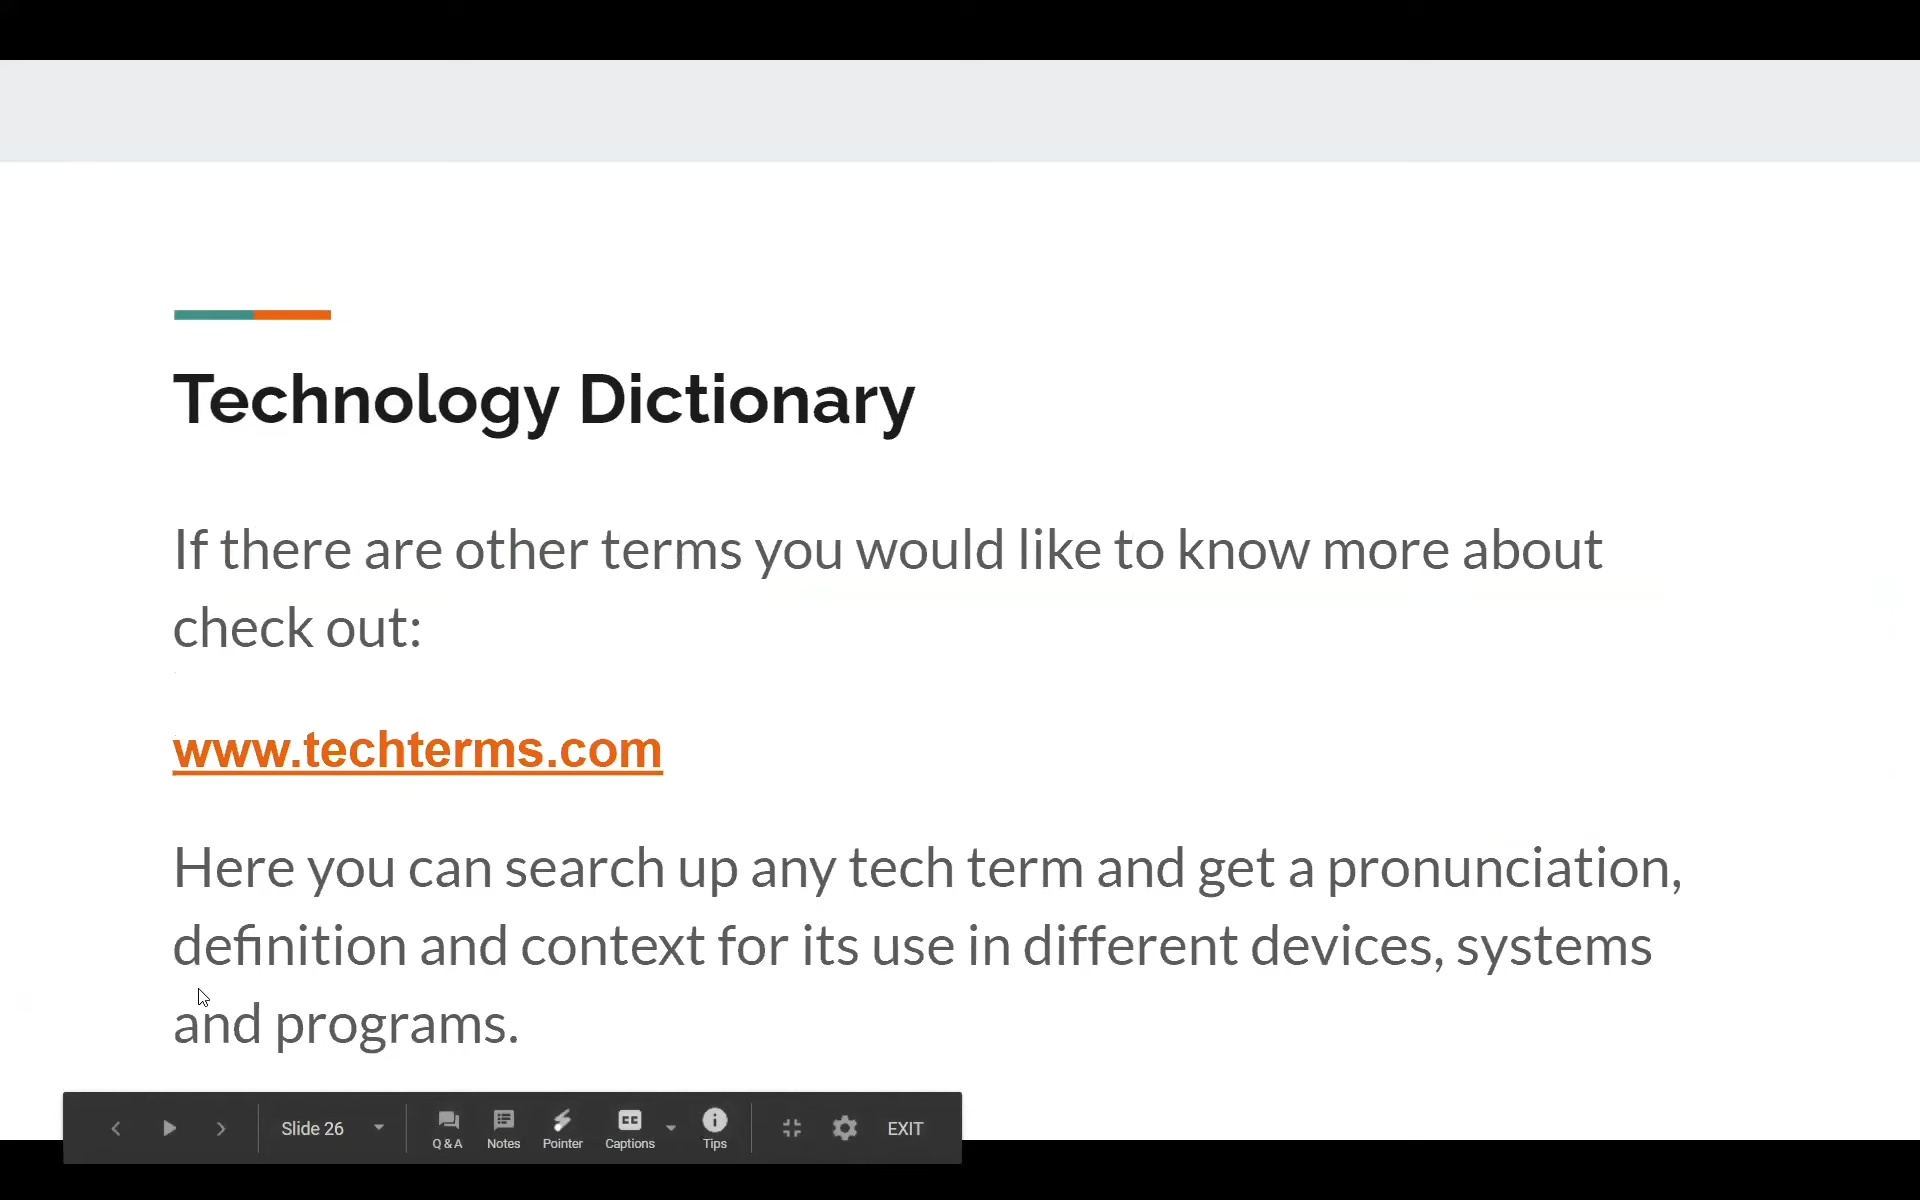 Technology Dictionary
If there are other terms you would like to know more about
check out:
www.techterms.com
Here you can search up any tech term and get a pronunciation,
definition and context for its use in different devices, systems
and programs.
Slide 26
Q & A
Notes
Pointer
CC
Captions
Tips
EXIT